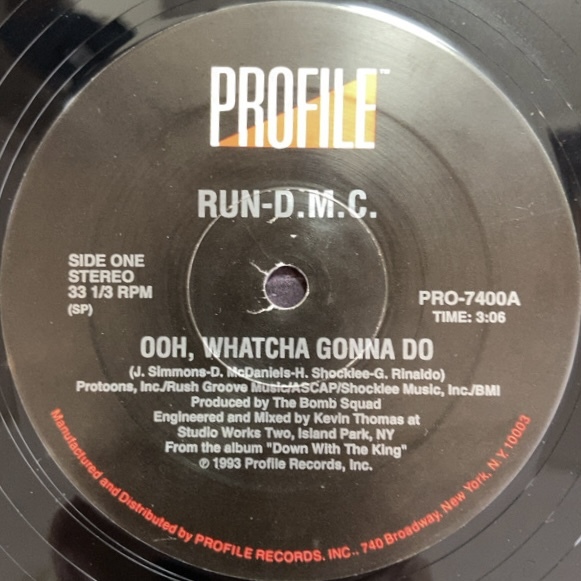 PROFILE™
RUN-D.M.C.
SIDE ONE
STEREO
33 1/3 RPM
(SP)
PRO-7400A
TIME: 3:06
OOH, WHATCHA GONNA DO
(J. Simmons-D. McDaniels-H. Shocklee-G. Rinaldo)
Protoons, Inc./Rush Groove Music/ASCAP/Shocklee Music, Inc./BMI
Produced by The Bomb Squad
Engineered and Mixed by Kevin Thomas at
Studio Works Two, Island Park, NY
From the album "Down With The King"
℗ 1993 Profile Records, Inc.
Manufactured and Distributed by PROFILE RECORDS. INC., 740 Broadway, New York, N.Y. 10003